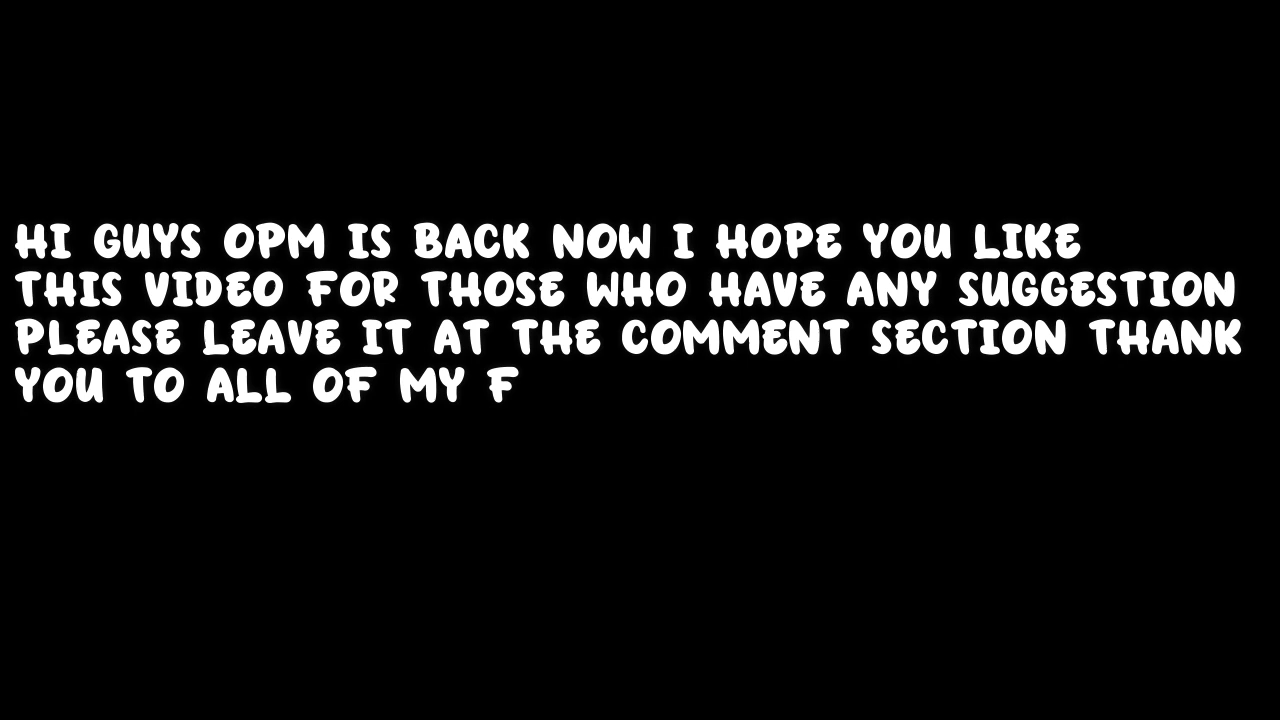 HI GUYS OPM IS BACK NOW I HOPE YOU LIKE
THIS VIDEO FOR THOSE WHO HAVE ANY SUGGESTION
PLEASE LEAVE IT AT THE COMMENT SECTION THANK
YOU TO ALL OF MY F